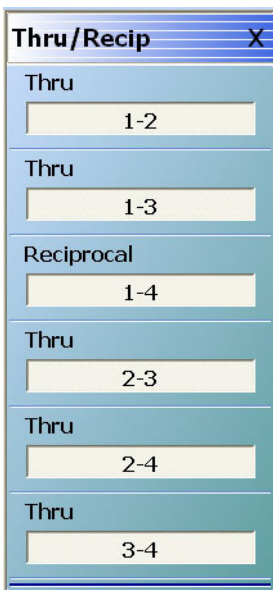 Thru/Recip X
Thru
1-2
Thru
1-3
Reciprocal
1-4
Thru
2-3
Thru
2-4
Thru
3-4